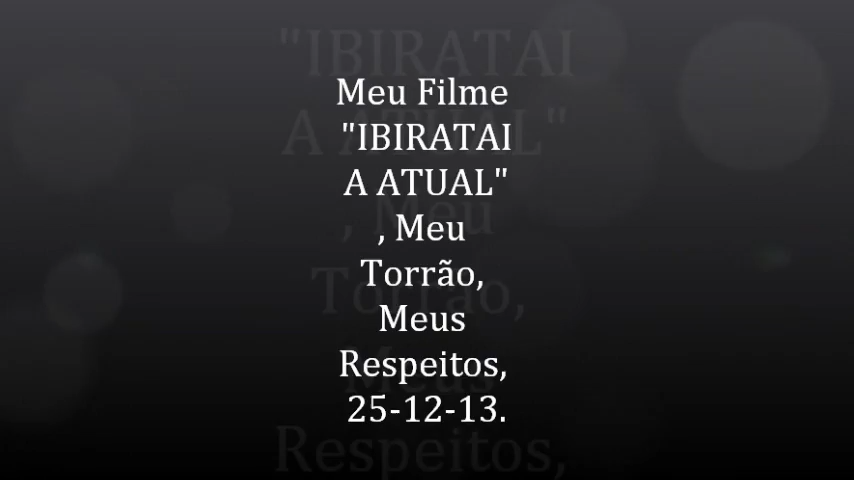 Meu Filme
"IBIRATAI
A ATUAL"
, Meu
Torrão,
Meus
Respeitos,
25-12-13.